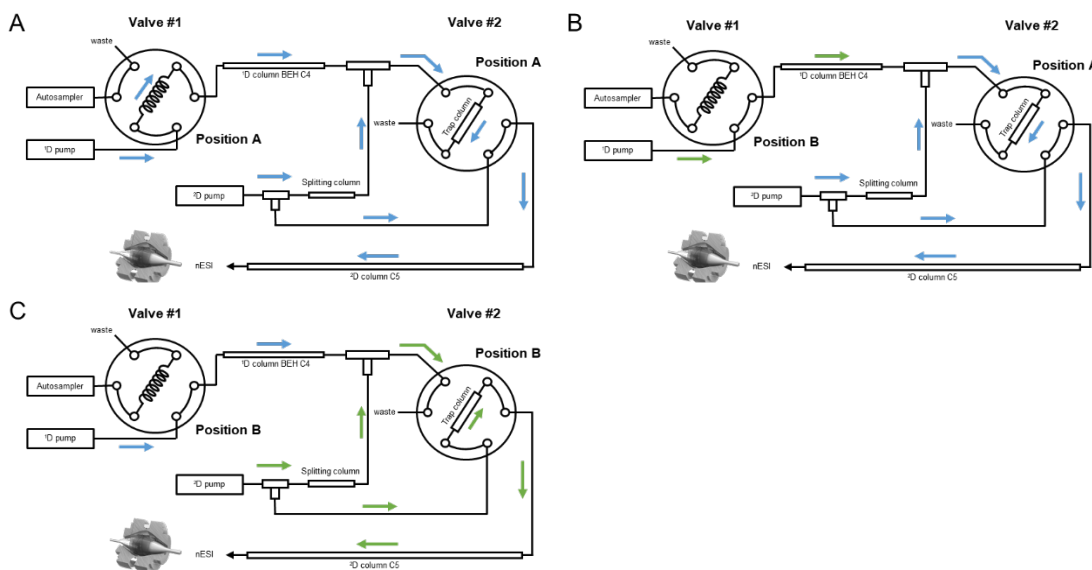 A
Valve #1
Valve #2
waste
Position A
¹D column BEH C4
Autosampler
Trap column
waste
Position A
¹D pump
Splitting column
²D pump
nESI
²D column C5
B
Valve #1
Valve #2
waste
Position A
¹D column BEH C4
Autosampler
Trap column
waste
Position B
¹D pump
Splitting column
²D pump
nESI
²D column C5
C
Valve #1
Valve #2
waste
Position B
¹D column BEH C4
Autosampler
Trap column
waste
Position B
¹D pump
Splitting column
²D pump
nESI
²D column C5